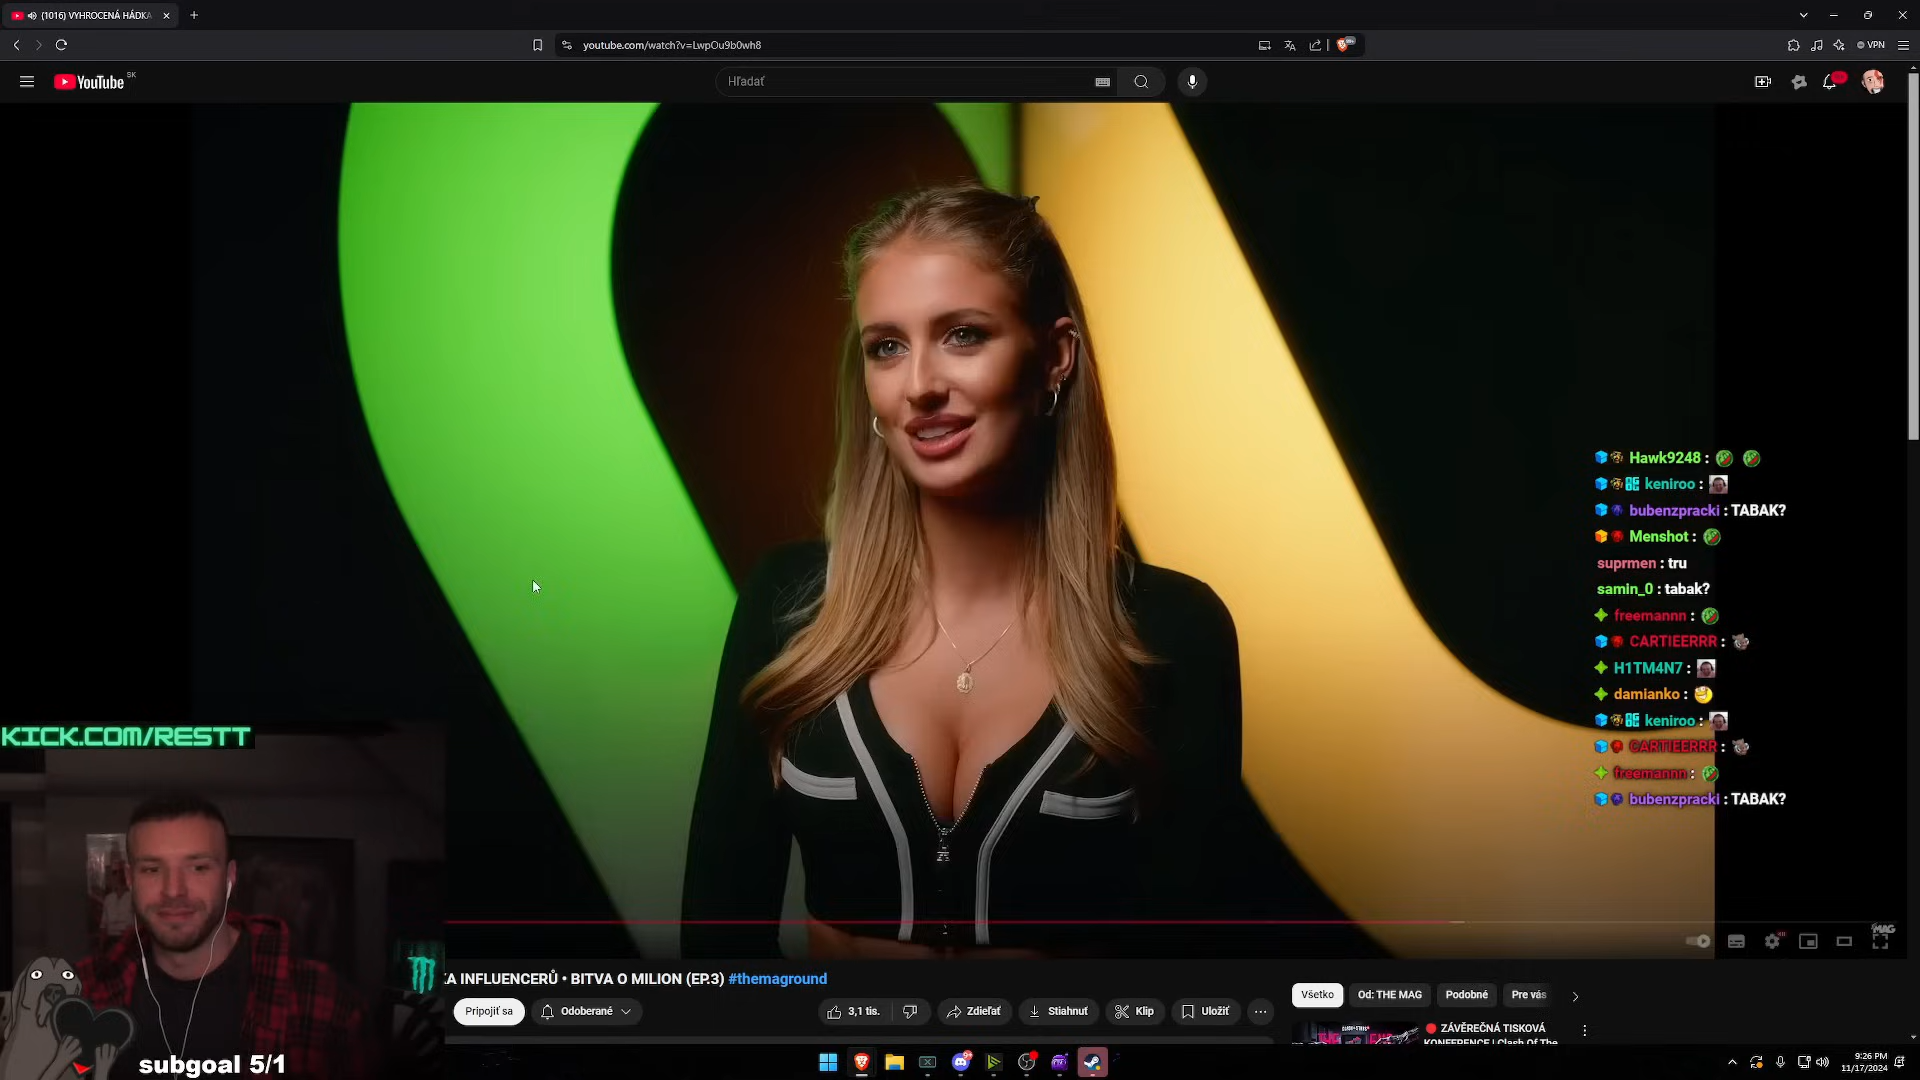 (1016) VYHROCENÁ HÁDKA
youtube.com/watch?v=LwpOu9b0wh8
VPN
YouTube SK
Hľadať
Hawk9248 :
keniroo :
bubenzpracki : TABAK?
Menshot :
suprmen : tru
samin_0 : tabak?
freemannn :
CARTIEERRR :
H1TM4N7 :
damianko :
keniroo :
CARTIEERRR :
freemannn :
bubenzpracki : TABAK?
KICK.COM/RESTT
MAG
KA INFLUENCERŮ • BITVA O MILION (EP.3) #themaground
Pripojiť sa
Odoberané
3,1 tis.
Zdieľať
Stiahnuť
Klip
Uložiť
Všetko
Od: THE MAG
Podobné
Pre vás
ZÁVĚREČNÁ TISKOVÁ
KONFERENCE | Clash Of The
subgoal 5/1
9:26 PM
11/17/2024